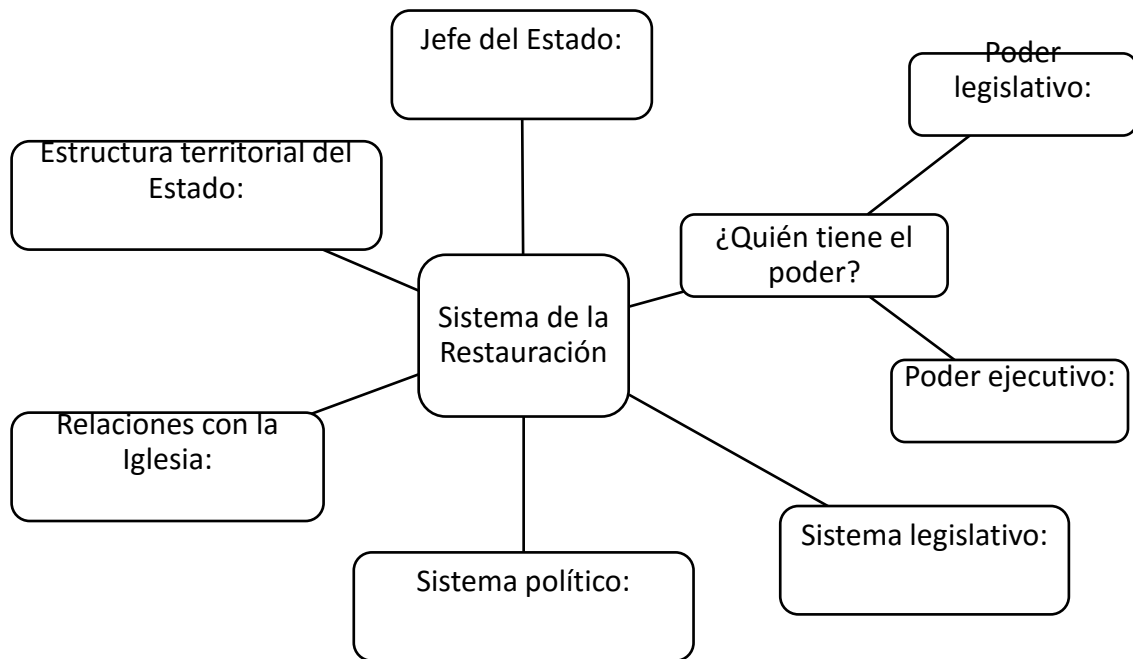 Jefe del Estado:
Poder
legislativo:
Estructura territorial del
Estado:
¿Quién tiene el
poder?
Sistema de la
Restauración
Poder ejecutivo:
Relaciones con la
Iglesia:
Sistema legislativo:
Sistema político: